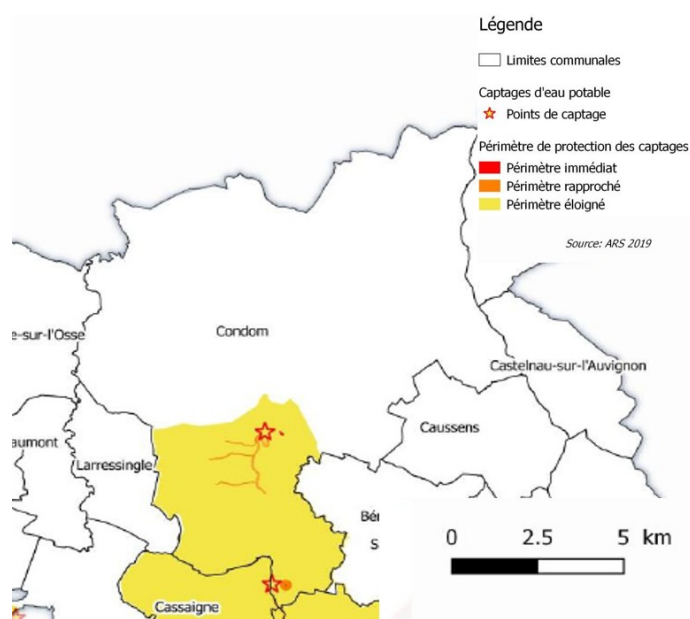 Légende
Limites communales
Captages d'eau potable
Points de captage
Périmètre de protection des captages
Périmètre immédiat
Périmètre rapproché
Périmètre éloigné
Source: ARS 2019
e-sur-l'Osse
Condom
Castelnau-sur-l'Auvignon
Caussens
aumont
Larressingle
Bér
S
Cassaigne
0 2.5 5 km